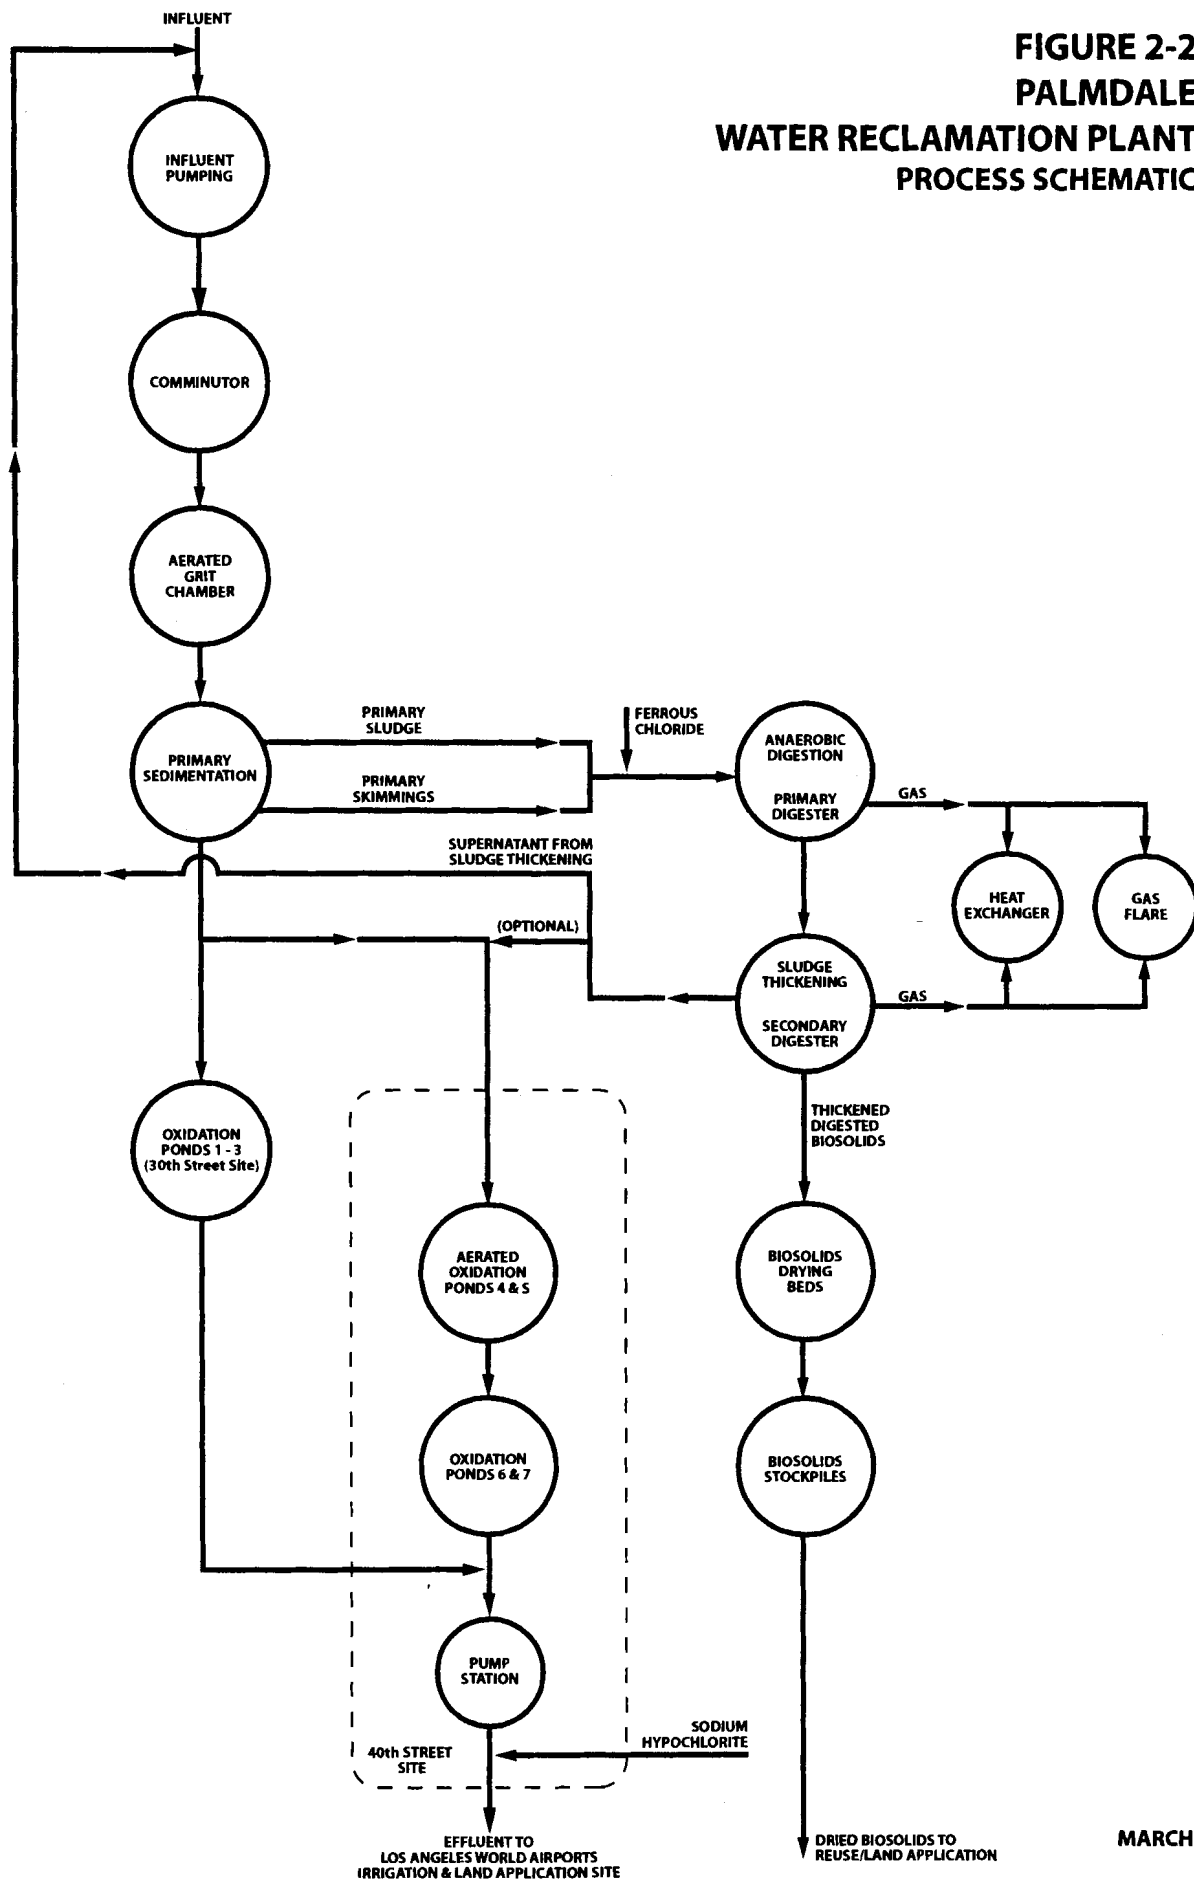 INFLUENT
FIGURE 2-2
PALMDALE
WATER RECLAMATION PLANT
PROCESS SCHEMATIC
INFLUENT
PUMPING
COMMINUTOR
AERATED
GRIT
CHAMBER
PRIMARY
SEDIMENTATION
PRIMARY
SLUDGE
PRIMARY
SKIMMINGS
FERROUS
CHLORIDE
ANAEROBIC
DIGESTION
PRIMARY
DIGESTER
GAS
HEAT
EXCHANGER
GAS
FLARE
SUPERNATANT FROM
SLUDGE THICKENING
(OPTIONAL)
SLUDGE
THICKENING
SECONDARY
DIGESTER
GAS
THICKENED
DIGESTED
BIOSOLIDS
OXIDATION
PONDS 1 - 3
(30th Street Site)
AERATED
OXIDATION
PONDS 4 & 5
BIOSOLIDS
DRYING
BEDS
OXIDATION
PONDS 6 & 7
BIOSOLIDS
STOCKPILES
PUMP
STATION
SODIUM
HYPOCHLORITE
40th STREET
SITE
EFFLUENT TO
LOS ANGELES WORLD AIRPORTS
IRRIGATION & LAND APPLICATION SITE
DRIED BIOSOLIDS TO
REUSE/LAND APPLICATION
MARCH